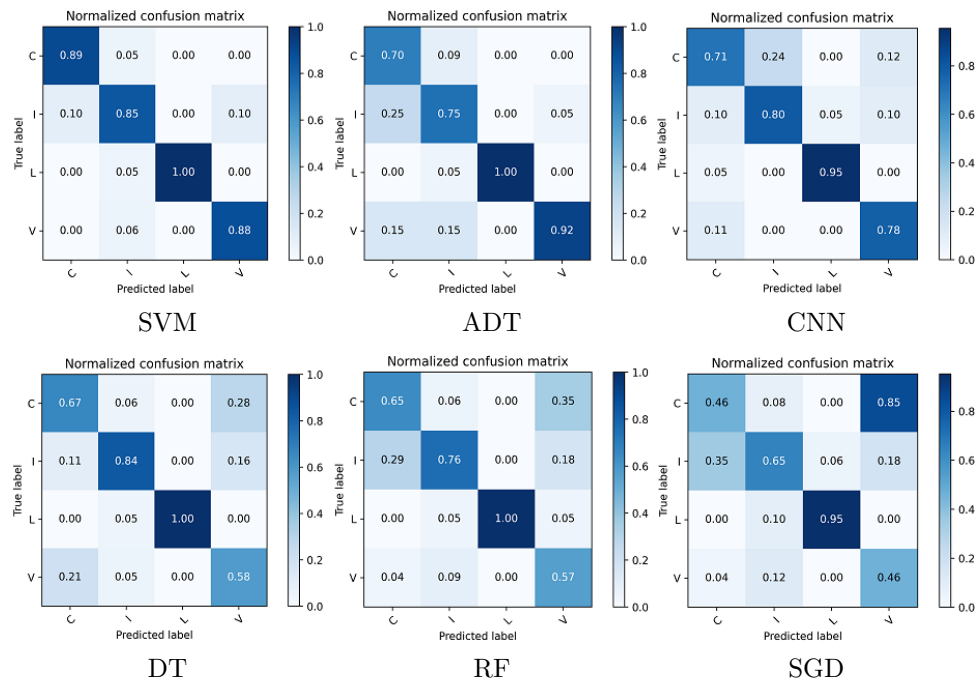 Normalized confusion matrix
1.0
C 0.89 0.05 0.00 0.00
0.8
I 0.10 0.85 0.00 0.10
0.6
True label
0.4
L 0.00 0.05 1.00 0.00
0.2
V 0.00 0.06 0.00 0.88
0.0
C I L V
Predicted label
SVM
Normalized confusion matrix
1.0
C 0.70 0.09 0.00 0.00
0.8
I 0.25 0.75 0.00 0.05
0.6
True label
0.4
L 0.00 0.05 1.00 0.00
0.2
V 0.15 0.15 0.00 0.92
0.0
C I L V
Predicted label
ADT
Normalized confusion matrix
C 0.71 0.24 0.00 0.12
0.8
I 0.10 0.80 0.05 0.10
0.6
True label
0.4
L 0.05 0.00 0.95 0.00
0.2
V 0.11 0.00 0.00 0.78
0.0
C I L V
Predicted label
CNN
Normalized confusion matrix
1.0
C 0.67 0.06 0.00 0.28
0.8
I 0.11 0.84 0.00 0.16
0.6
True label
0.4
L 0.00 0.05 1.00 0.00
0.2
V 0.21 0.05 0.00 0.58
0.0
C I L V
Predicted label
DT
Normalized confusion matrix
1.0
C 0.65 0.06 0.00 0.35
0.8
I 0.29 0.76 0.00 0.18
0.6
True label
0.4
L 0.00 0.05 1.00 0.05
0.2
V 0.04 0.09 0.00 0.57
0.0
C I L V
Predicted label
RF
Normalized confusion matrix
C 0.46 0.08 0.00 0.85
0.8
I 0.35 0.65 0.06 0.18
0.6
True label
0.4
L 0.00 0.10 0.95 0.00
0.2
V 0.04 0.12 0.00 0.46
0.0
C I L V
Predicted label
SGD